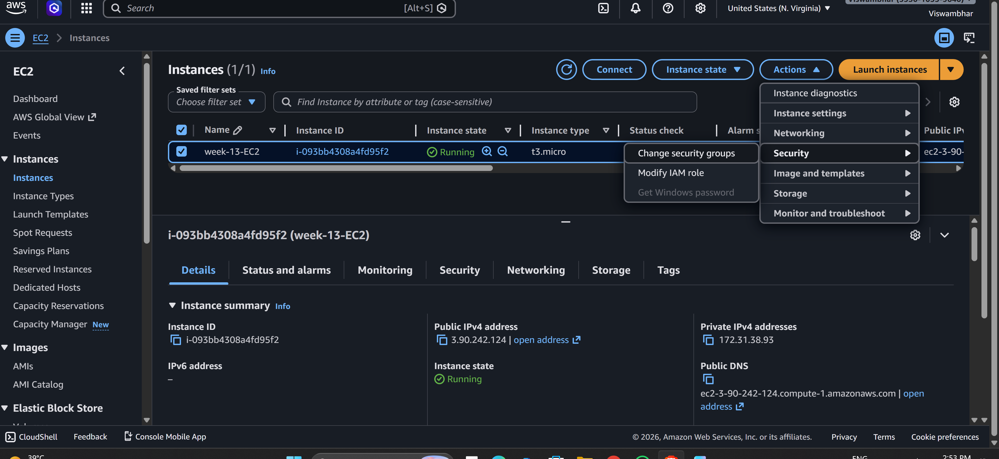 aws
Search [Alt+S]
United States (N. Virginia)
Viswambhar
EC2 Instances
EC2
Dashboard
AWS Global View
Events
Instances
Instances
Instance Types
Launch Templates
Spot Requests
Savings Plans
Reserved Instances
Dedicated Hosts
Capacity Reservations
Capacity Manager New
Images
AMIs
AMI Catalog
Elastic Block Store
Instances (1/1) Info
Connect
Instance state
Actions
Launch instances
Saved filter sets
Choose filter set
Find Instance by attribute or tag (case-sensitive)
Name Instance ID Instance state Instance type Status check Alarm s Public IPv
week-13-EC2 i-093bb4308a4fd95f2 Running t3.micro ec2-3-90-
Instance diagnostics
Instance settings
Networking
Security
Image and templates
Storage
Monitor and troubleshoot
Change security groups
Modify IAM role
Get Windows password
i-093bb4308a4fd95f2 (week-13-EC2)
Details Status and alarms Monitoring Security Networking Storage Tags
Instance summary Info
Instance ID
i-093bb4308a4fd95f2
Public IPv4 address
3.90.242.124 | open address
Private IPv4 addresses
172.31.38.93
IPv6 address
–
Instance state
Running
Public DNS
ec2-3-90-242-124.compute-1.amazonaws.com | open
address
CloudShell Feedback Console Mobile App © 2026, Amazon Web Services, Inc. or its affiliates. Privacy Terms Cookie preferences
39°C
ENG
2:53 PM